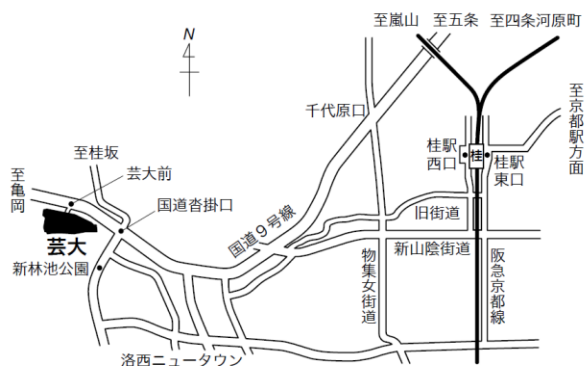 至嵐山
至五条
至四条河原町
N
至京都駅方面
千代原口
桂駅
西口
桂
桂駅
東口
至桂坂
芸大前
至亀岡
国道沓掛口
芸大
新林池公園
国道9号線
旧街道
新山陰街道
物集女街道
阪急京都線
洛西ニュータウン